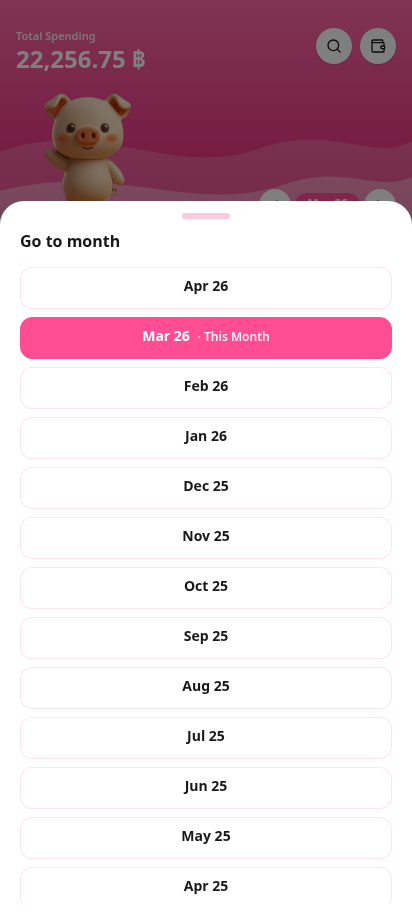 Total Spending
22,256.75 ฿
Go to month
Apr 26
Mar 26 · This Month
Feb 26
Jan 26
Dec 25
Nov 25
Oct 25
Sep 25
Aug 25
Jul 25
Jun 25
May 25
Apr 25